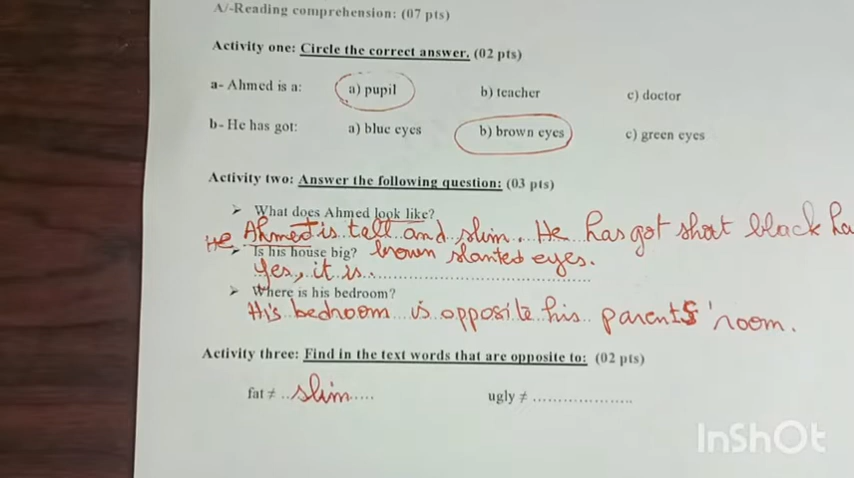 A/-Reading comprehension: (07 pts)
Activity one: Circle the correct answer. (02 pts)
a- Ahmed is a: a) pupil b) teacher c) doctor
b- He has got: a) blue eyes b) brown eyes c) green eyes
Activity two: Answer the following question: (03 pts)
➢ What does Ahmed look like?
He Ahmed is tall and slim. He has got short black ha
➢ Is his house big? brown slanted eyes.
Yes, it is.
➢ Where is his bedroom?
His bedroom is opposite his parents' room.
Activity three: Find in the text words that are opposite to: (02 pts)
fat ≠ ..slim.... ugly ≠ ...................
InShOt